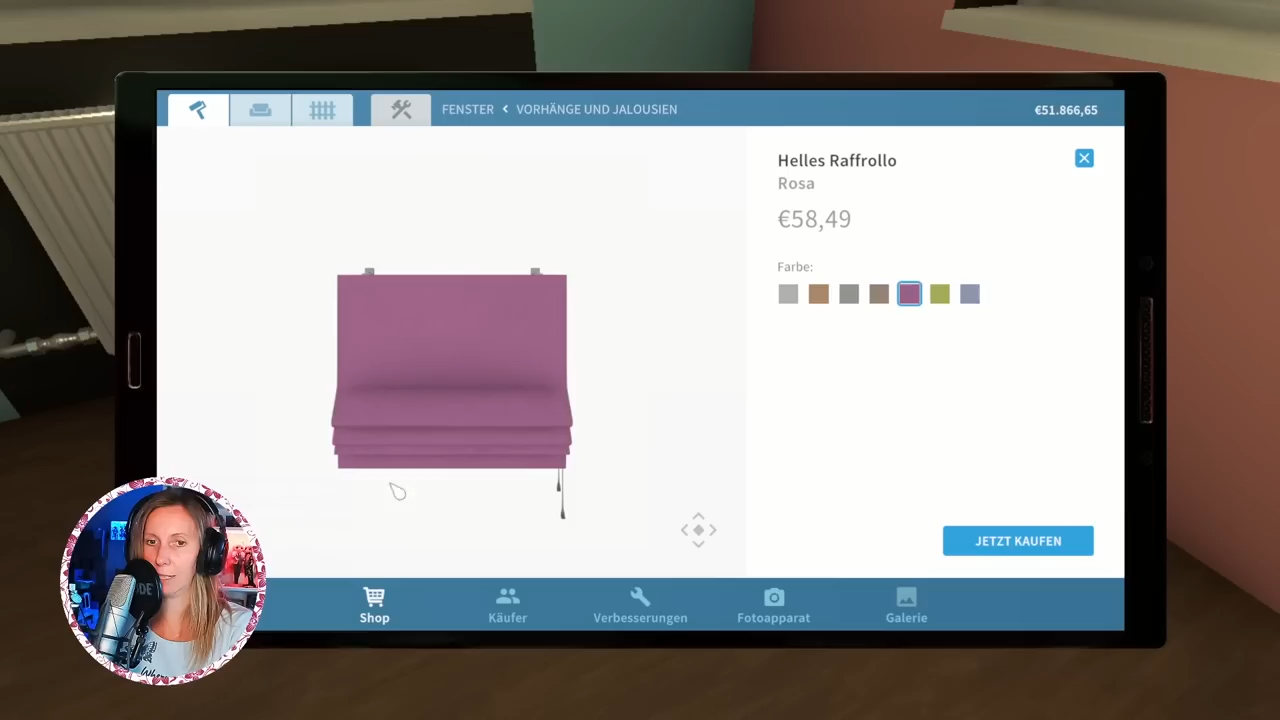 FENSTER < VORHÄNGE UND JALOUSIEN
€51.866,65
Helles Raffrollo
Rosa
€58,49
Farbe:
JETZT KAUFEN
Shop
Käufer
Verbesserungen
Fotoapparat
Galerie